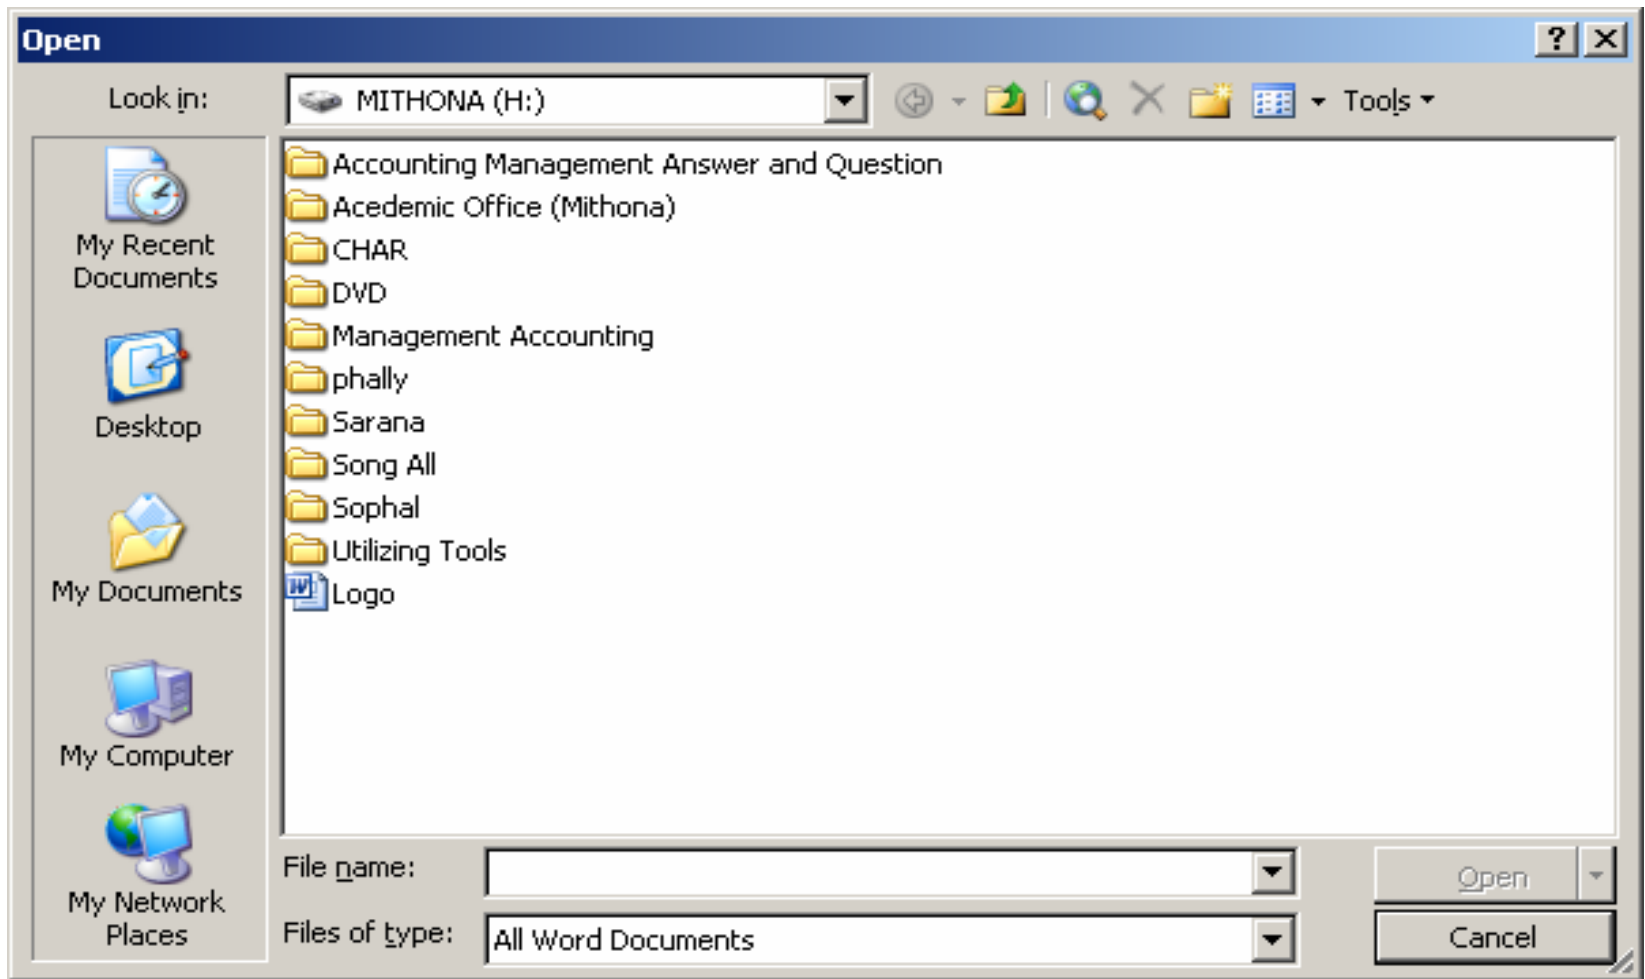 Open
Look in:
MITHONA (H:)
Tools
My Recent
Documents
Desktop
My Documents
My Computer
My Network
Places
Accounting Management Answer and Question
Acedemic Office (Mithona)
CHAR
DVD
Management Accounting
phally
Sarana
Song All
Sophal
Utilizing Tools
Logo
File name:
Open
Files of type:
All Word Documents
Cancel